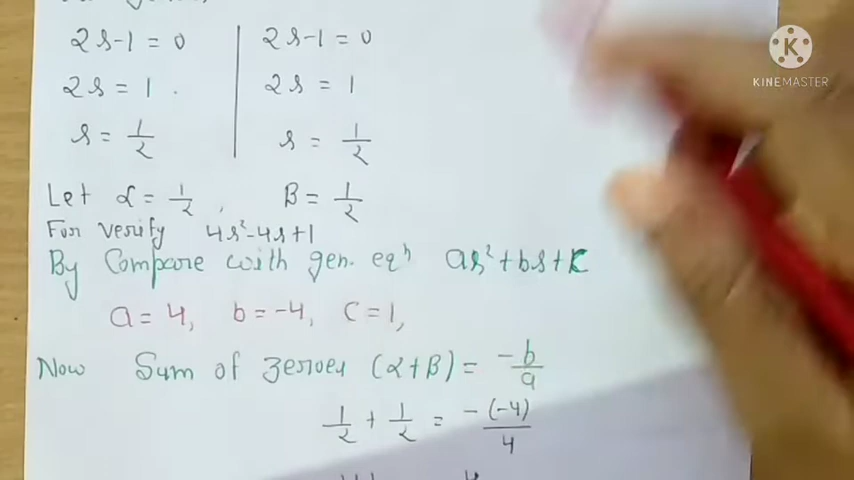 2s-1 = 0 2s-1 = 0
2s = 1 . 2s = 1
s = 1/2 s = 1/2
Let α = 1/2, β = 1/2
For verify 4s²-4s+1
By Compare with gen. eqⁿ as²+bs+c
a = 4, b = -4, c = 1,
Now Sum of zeroes (α+β) = -b/a
1/2 + 1/2 = -(-4)/4
KINEMASTER